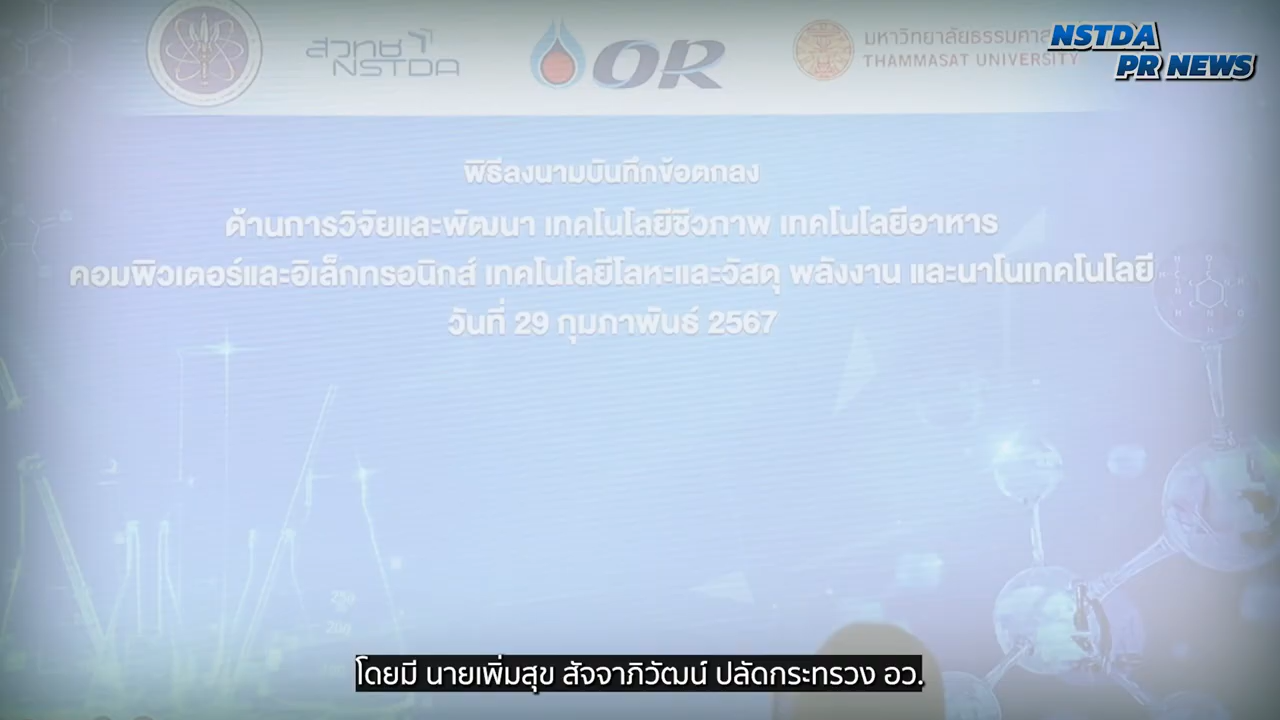 สวทช
NSTDA
OR
มหาวิทยาลัยธรรมศาส
THAMMASAT UNIVERSITY
NSTDA
PR NEWS
พิธีลงนามบันทึกข้อตกลง
ด้านการวิจัยและพัฒนา เทคโนโลยีชีวภาพ เทคโนโลยีอาหาร
คอมพิวเตอร์และอิเล็กทรอนิกส์ เทคโนโลยีโลหะและวัสดุ พลังงาน และนาโนเทคโนโลยี
วันที่ 29 กุมภาพันธ์ 2567
250
200
โดยมี นายเพิ่มสุข สัจจาภิวัฒน์ ปลัดกระทรวง อว.